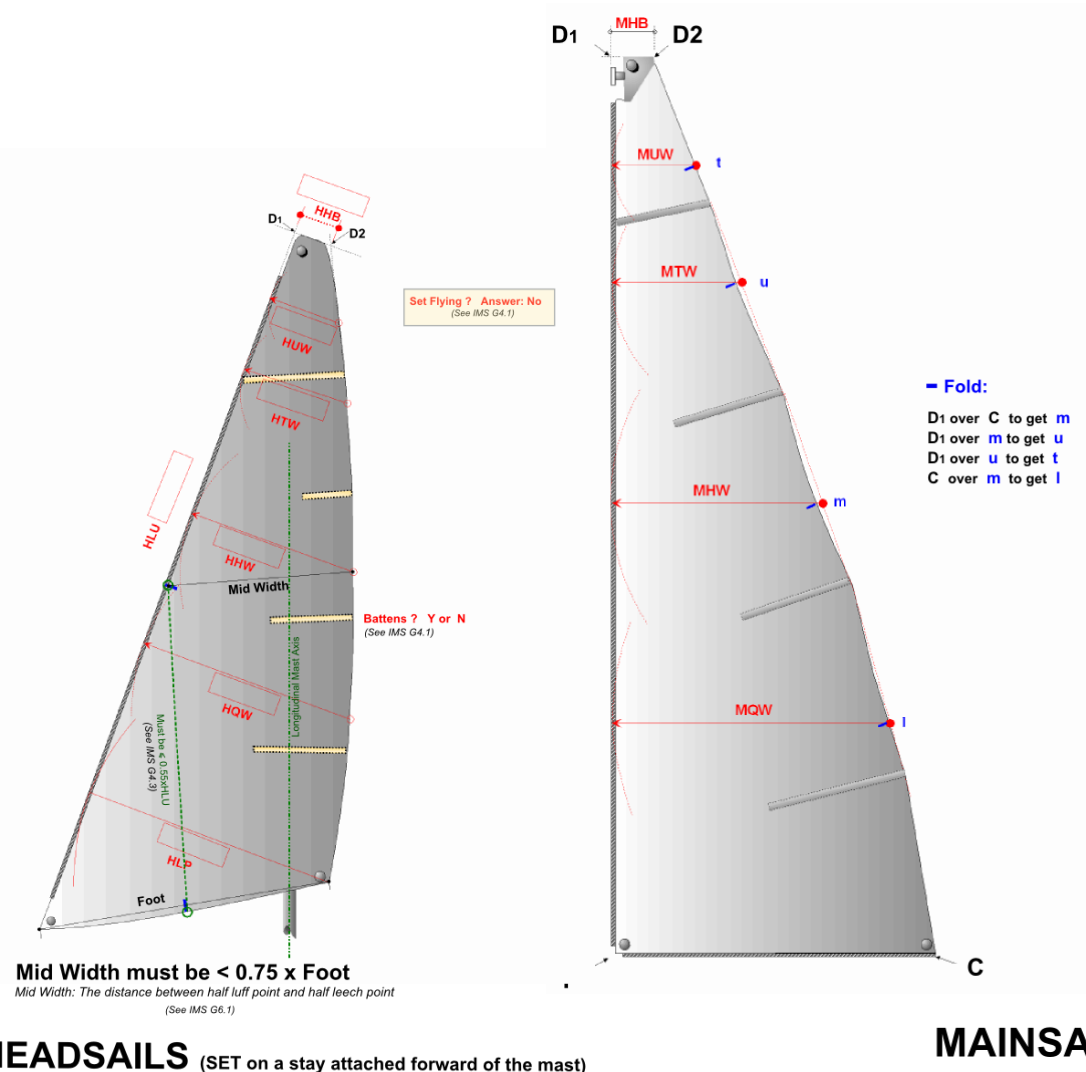 HHB
D1
D2
Set Flying ? Answer: No
(See IMS G4.1)
HUW
HTW
HLU
HHW
Mid Width
Battens ? Y or N
(See IMS G4.1)
Longitudinal Mast Axis
HQW
Must be < 0.55xHLU
(See IMS G4.3)
HLP
Foot
Mid Width must be < 0.75 x Foot
Mid Width: The distance between half luff point and half leech point
(See IMS G6.1)
HEADSAILS (SET on a stay attached forward of the mast)
MHB
D1
D2
MUW
t
MTW
u
MHW
m
MQW
l
C
Fold:
D1 over C to get m
D1 over m to get u
D1 over u to get t
C over m to get l
MAINSA